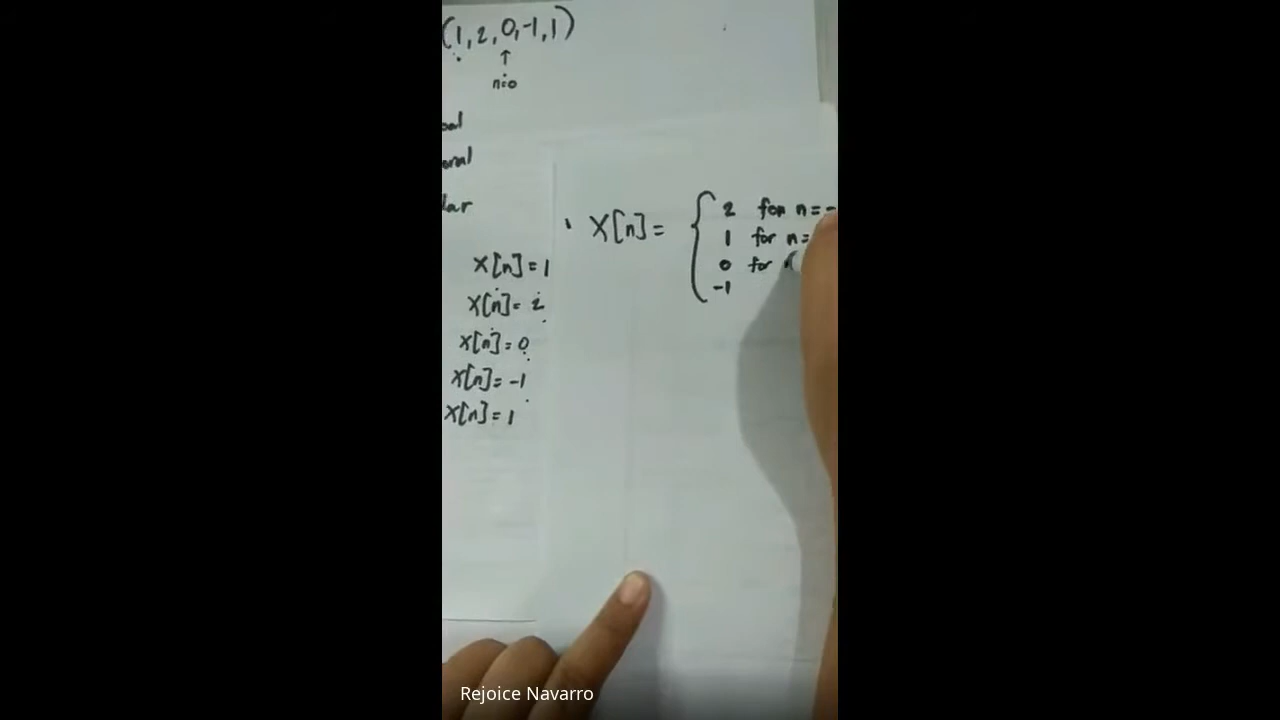 (1, 2, 0, -1, 1)
↑
n=0
X[n] = { 2 for n = -
1 for n =
0 for
-1
X[n] = 1
X[n] = 2
X[n] = 0
X[n] = -1
X[n] = 1
Rejoice Navarro